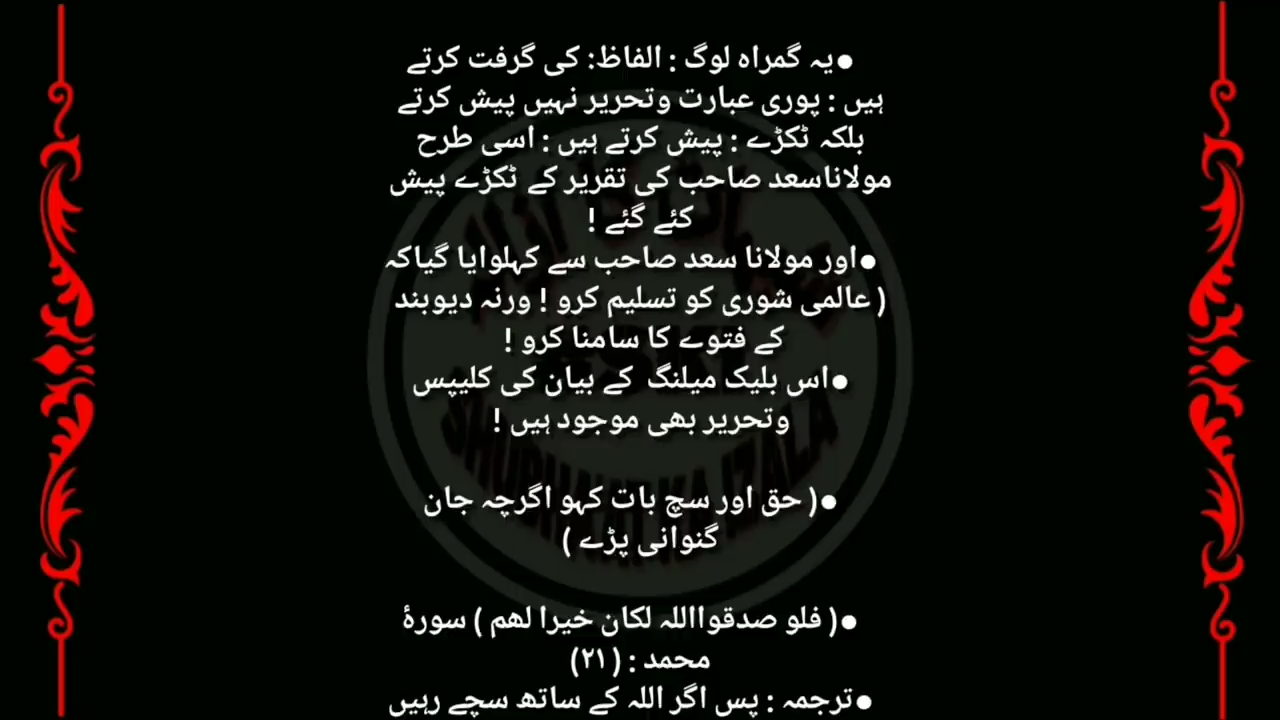 ●یہ گمراہ لوگ : الفاظ: کی گرفت کرتے
ہیں : پوری عبارت وتحریر نہیں پیش کرتے
بلکہ ٹکڑے : پیش کرتے ہیں : اسی طرح
مولاناسعد صاحب کی تقریر کے ٹکڑے پیش
کئے گئے !
●اور مولانا سعد صاحب سے کہلوایا گیاکہ
( عالمی شوری کو تسلیم کرو ! ورنہ دیوبند
کے فتوے کا سامنا کرو !
●اس بلیک میلنگ کے بیان کی کلیپس
وتحریر بھی موجود ہیں !
●( حق اور سچ بات کہو اگرچہ جان
گنوانی پڑے )
●( فلو صدقوااللہ لکان خیرا لھم ) سورۂ
محمد : (۲۱)
●ترجمہ : پس اگر اللہ کے ساتھ سچے رہیں
SHUBHAAT KA IZALA